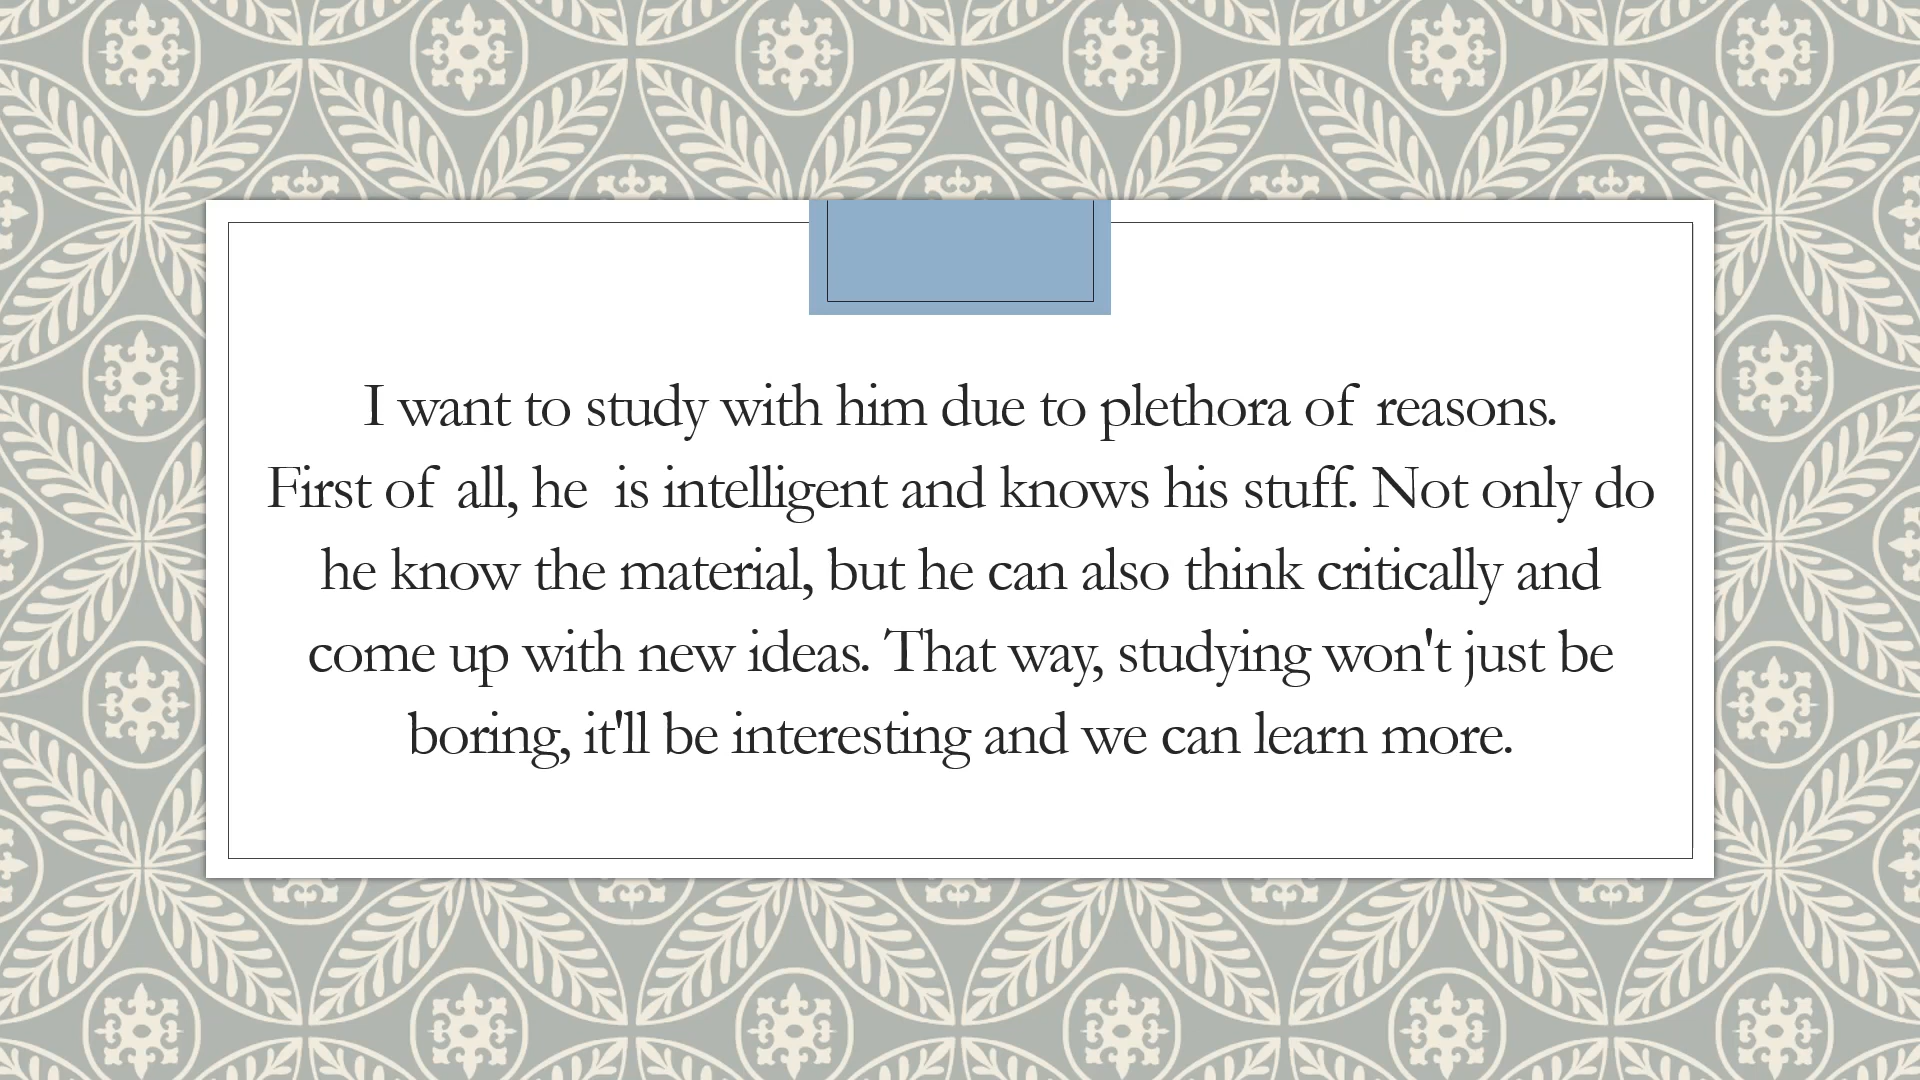 I want to study with him due to plethora of reasons.
First of all, he  is intelligent and knows his stuff. Not only do
he know the material, but he can also think critically and
come up with new ideas. That way, studying won't just be
boring, it'll be interesting and we can learn more.